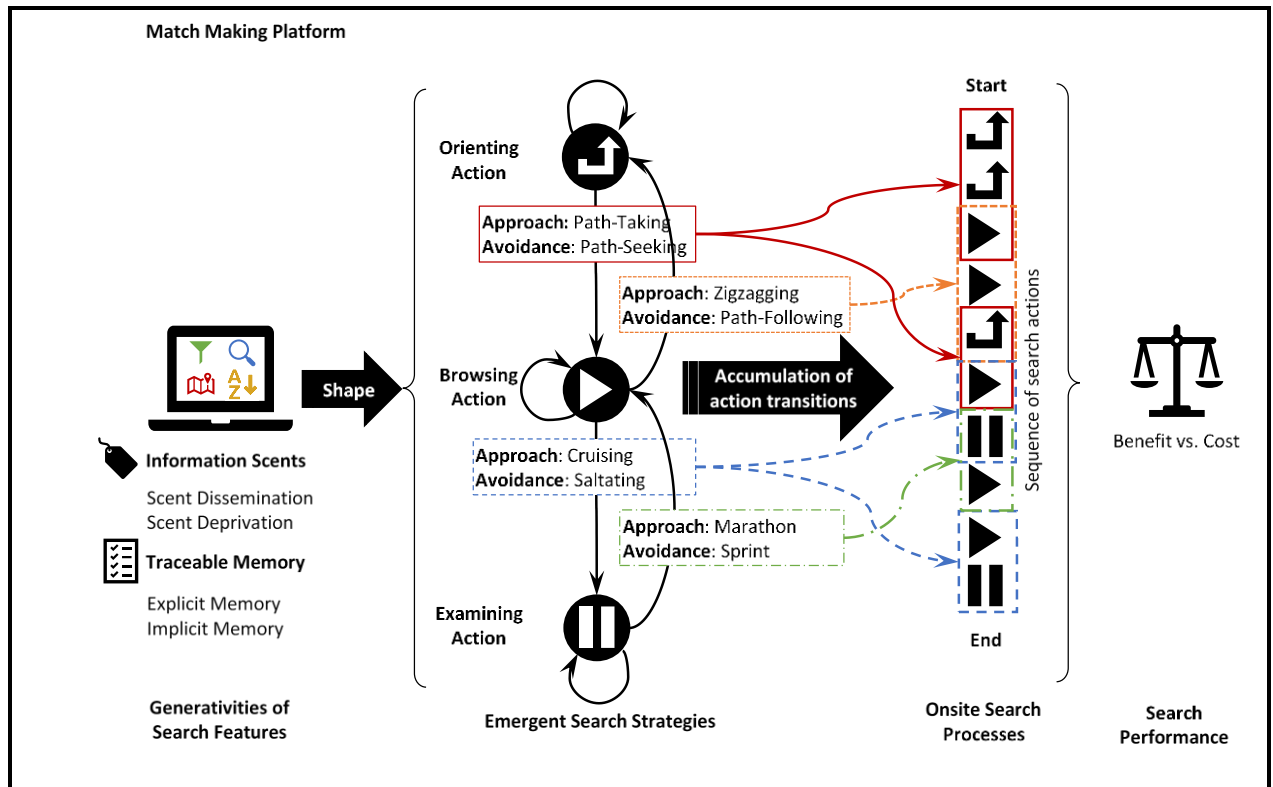 Match Making Platform
Start
Orienting
Action
Approach: Path-Taking
Avoidance: Path-Seeking
Approach: Zigzagging
Avoidance: Path-Following
A
Z
Shape
Browsing
Action
Accumulation of
action transitions
Sequence of search actions
Benefit vs. Cost
Information Scents
Scent Dissemination
Scent Deprivation
Approach: Cruising
Avoidance: Saltating
Approach: Marathon
Avoidance: Sprint
Traceable Memory
Explicit Memory
Implicit Memory
Examining
Action
End
Generativities of
Search Features
Emergent Search Strategies
Onsite Search
Processes
Search
Performance